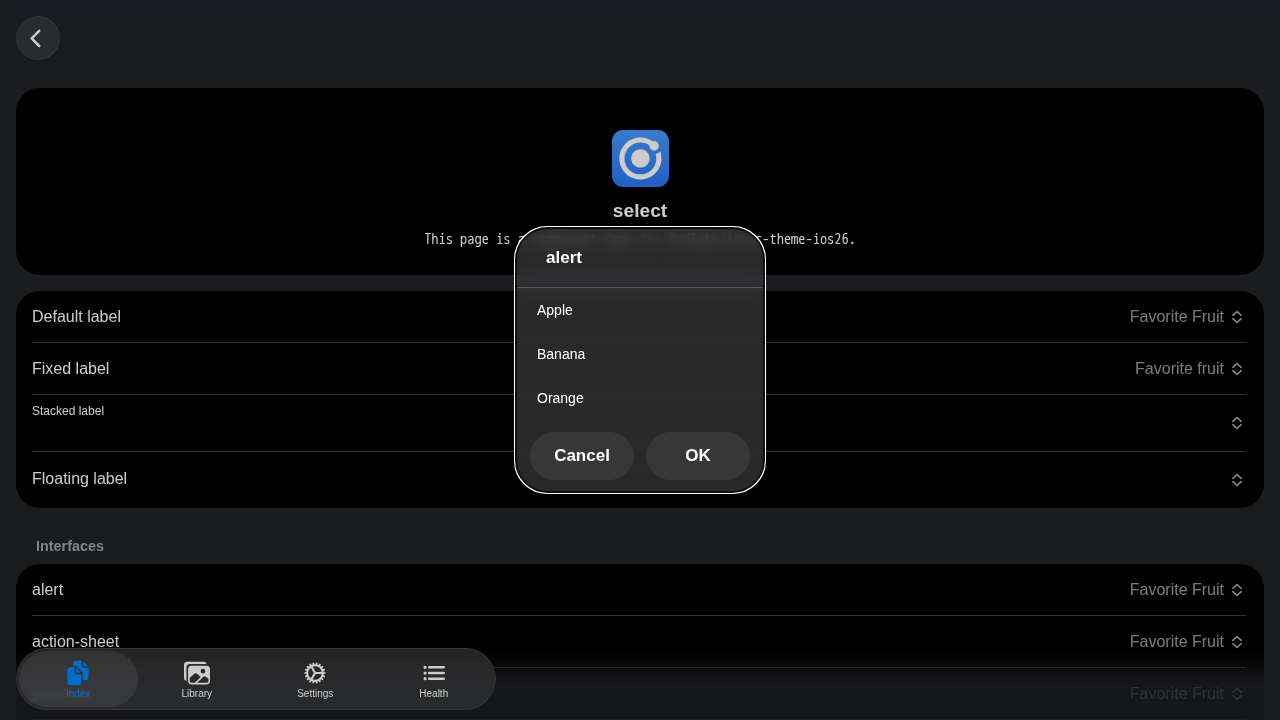 select
This page is a -theme-ios26.
alert
Apple
Banana
Orange
Cancel OK
Default label Favorite Fruit
Fixed label Favorite fruit
Stacked label
Floating label
Interfaces
alert Favorite Fruit
action-sheet Favorite Fruit
Favorite Fruit
Index Library Settings Health